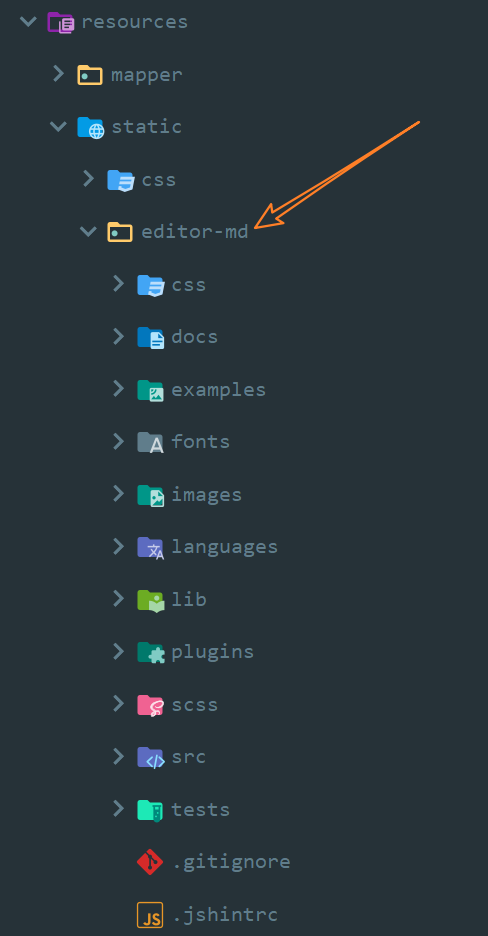 resources
mapper
static
css
editor-md
css
docs
examples
fonts
images
languages
lib
plugins
scss
src
tests
.gitignore
JS .jshintrc